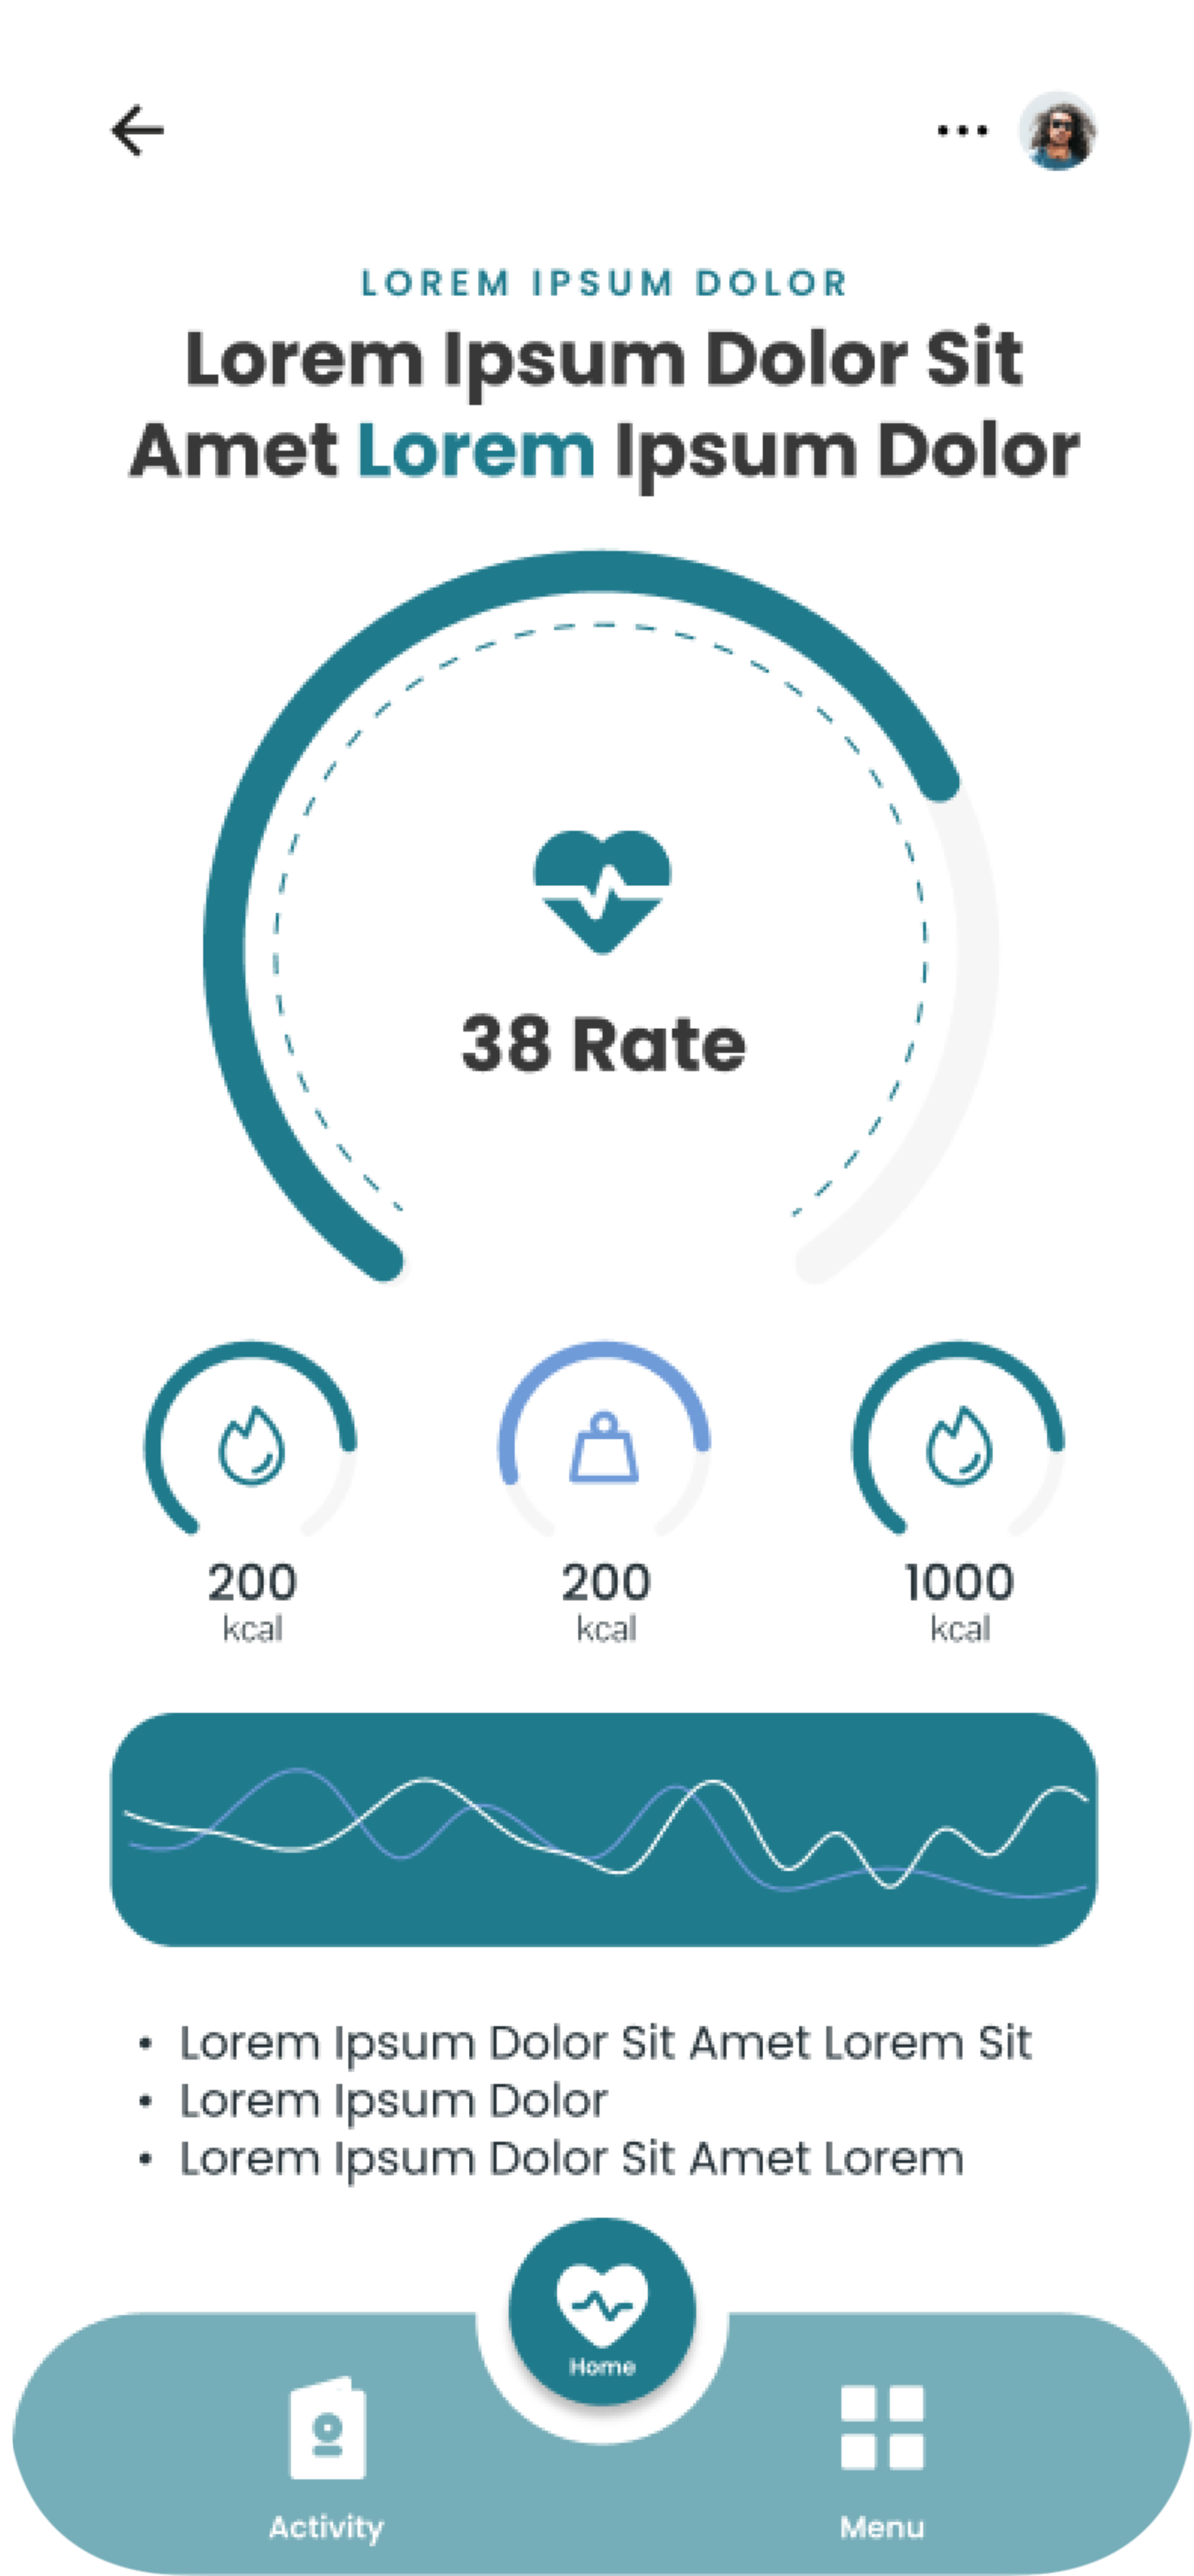 LOREM IPSUM DOLOR
Lorem Ipsum Dolor Sit
Amet Lorem Ipsum Dolor
38 Rate
200
kcal
200
kcal
1000
kcal
• Lorem Ipsum Dolor Sit Amet Lorem Sit
• Lorem Ipsum Dolor
• Lorem Ipsum Dolor Sit Amet Lorem
Home
Activity
Menu